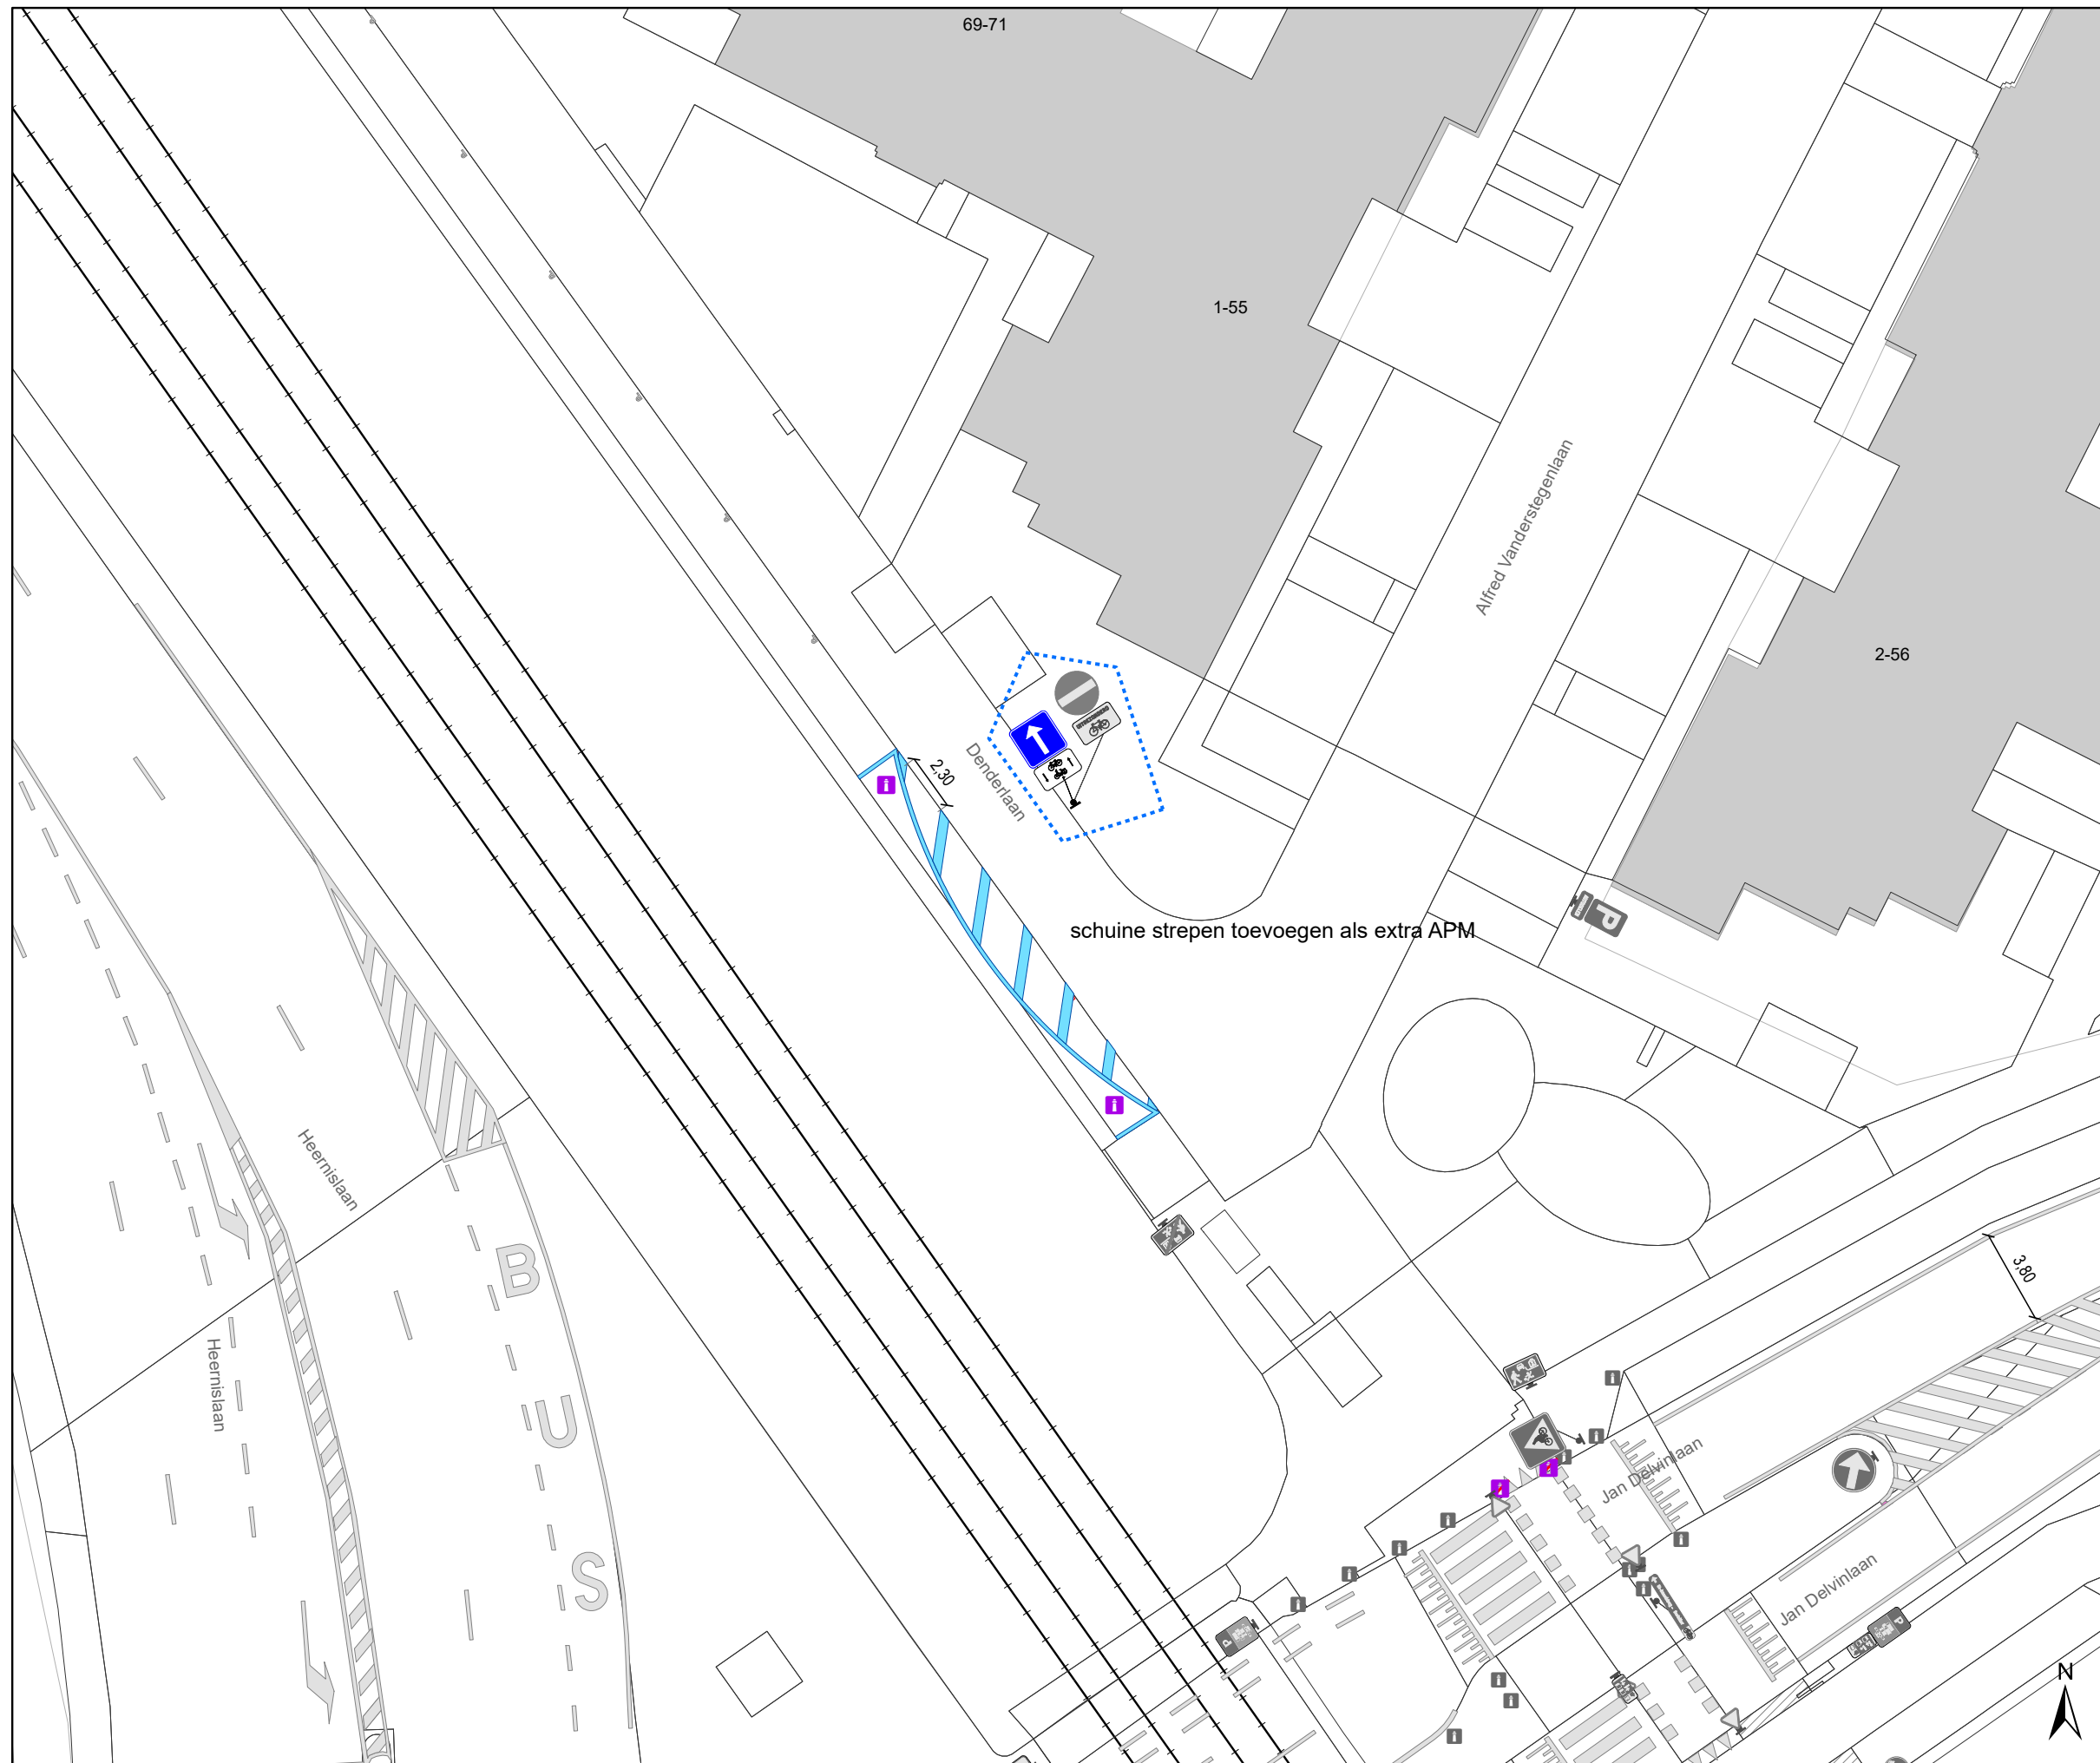 69-71
1-55
Alfred Vanderstegenlaan
2-56
2,30
Denderlaan
P
schuine strepen toevoegen als extra APM
Heernislaan
Heernislaan
BUS
3,80
Jan Delvinlaan
Jan Delvinlaan
P
P
N